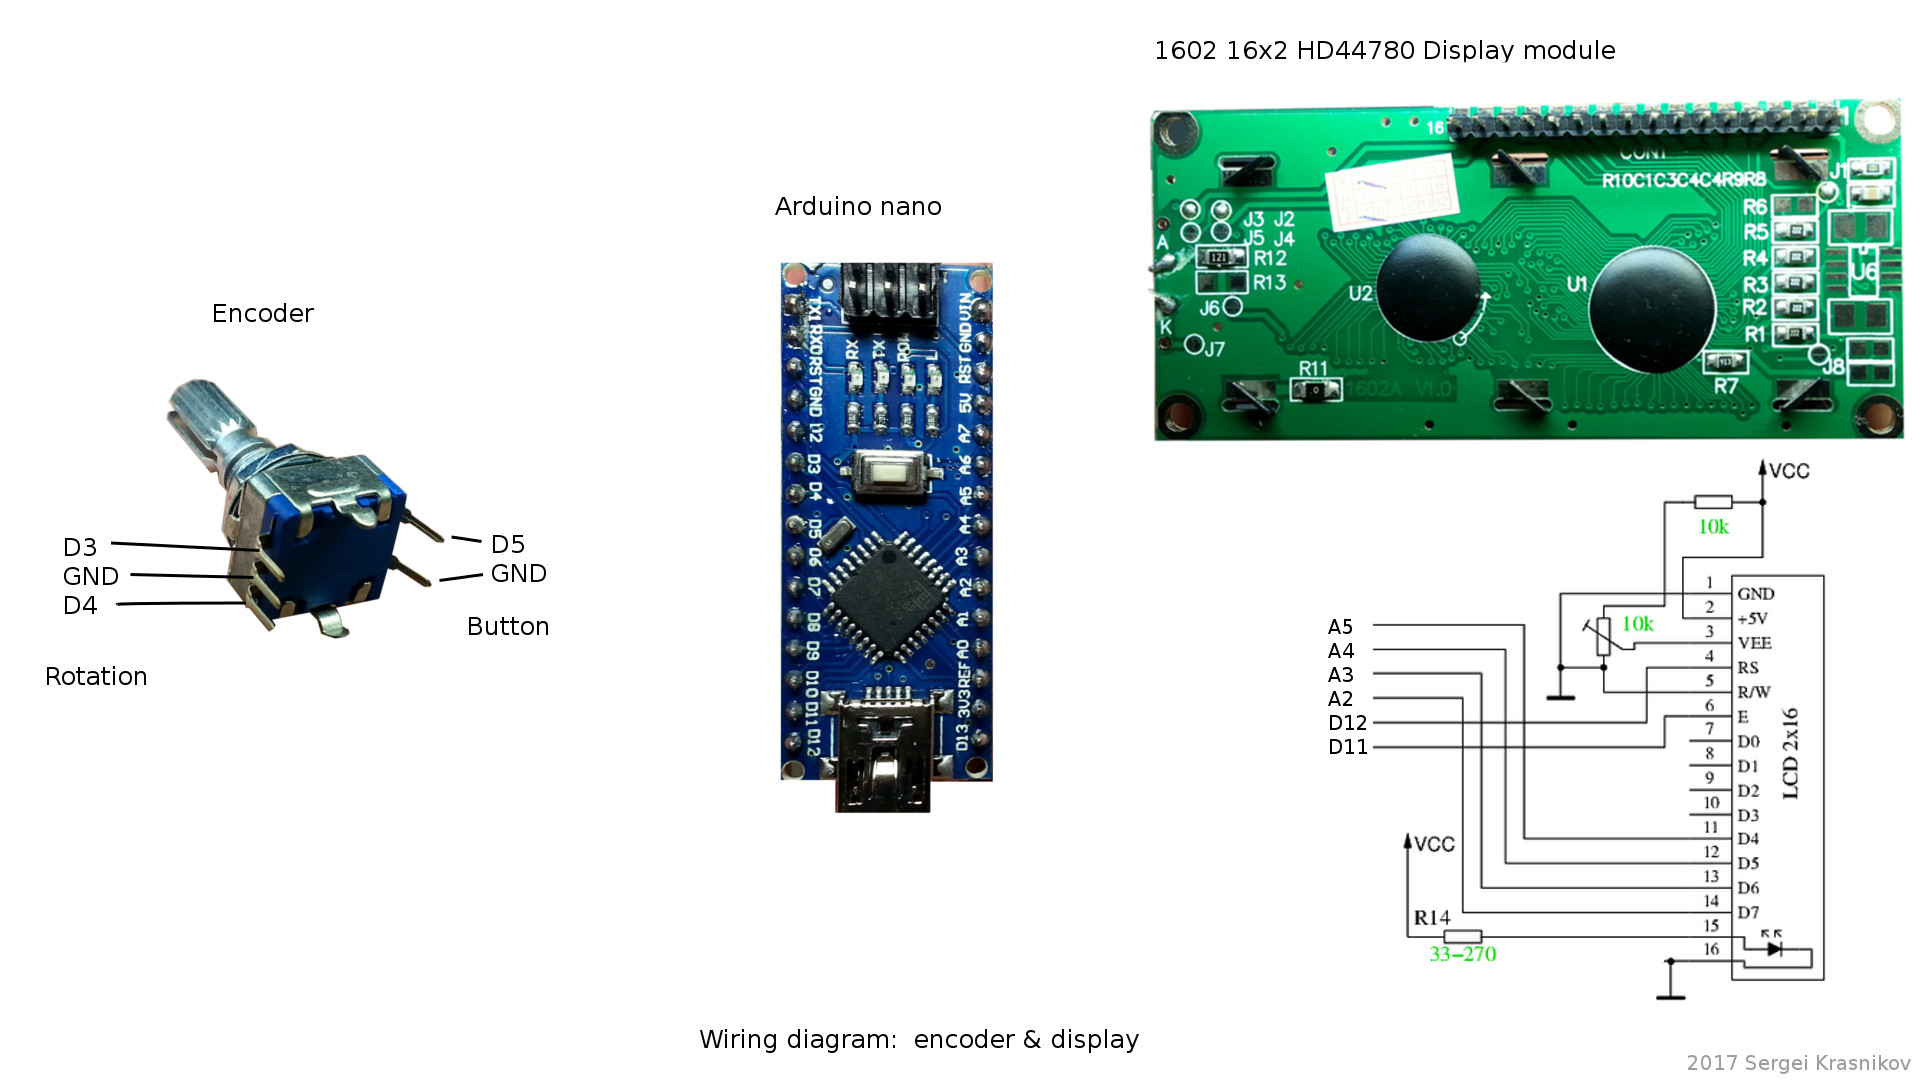 1602 16x2 HD44780 Display module
16
1
CON1
R10C1C3C4C4R9R8
J1
R6
R5
R4
R3
R2
R1
U6
J3 J2
J5 J4
A
R12
121
R13
J6
K
J7
U2
U1
R11
0
1602A V1.0
R7
913
J8
Arduino nano
TX1
RX0
RST
GND
D2
D3
D4
D5
D6
D7
D8
D9
D10
D11
D12
RX
TX
L
VIN
GND
RST
5V
A7
A6
A5
A4
A3
A2
A1
A0
REF
3V3
D13
Encoder
D3
GND
D4
D5
GND
Button
Rotation
VCC
10k
10k
A5
A4
A3
A2
D12
D11
1 GND
2 +5V
3 VEE
4 RS
5 R/W
6 E
7 D0
8 D1
9 D2
10 D3
11 D4
12 D5
13 D6
14 D7
15
16
LCD 2x16
VCC
R14
33-270
Wiring diagram:  encoder & display
2017 Sergei Krasnikov